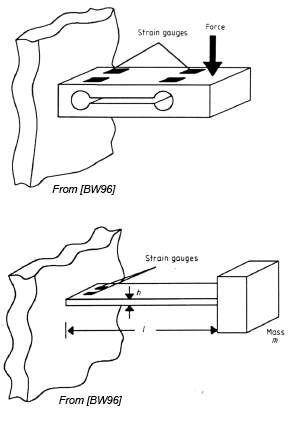 Strain gauges
Force
From [BW96]
Strain gauges
h
l
Mass
m
From [BW96]